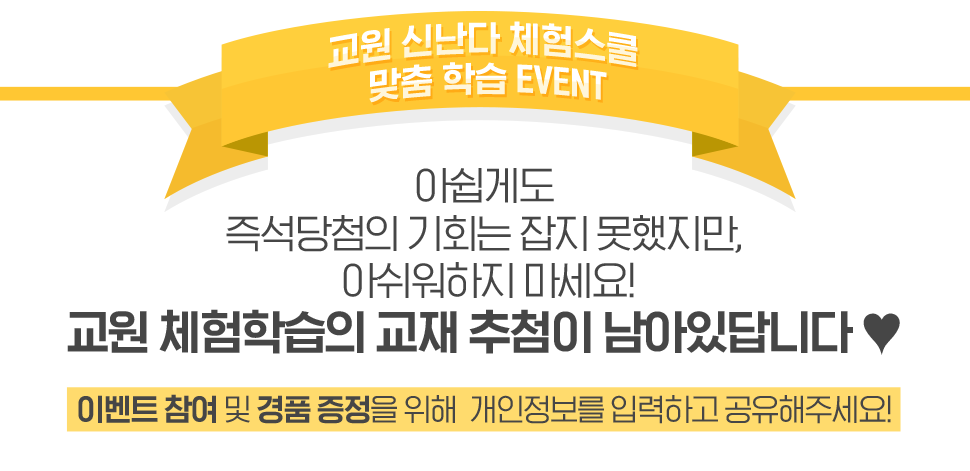 교원 신난다 체험스쿨
맞춤 학습 EVENT
아쉽게도
즉석당첨의 기회는 잡지 못했지만,
아쉬워하지 마세요!
교원 체험학습의 교재 추첨이 남아있답니다 ♥
이벤트 참여 및 경품 증정을 위해 개인정보를 입력하고 공유해주세요!